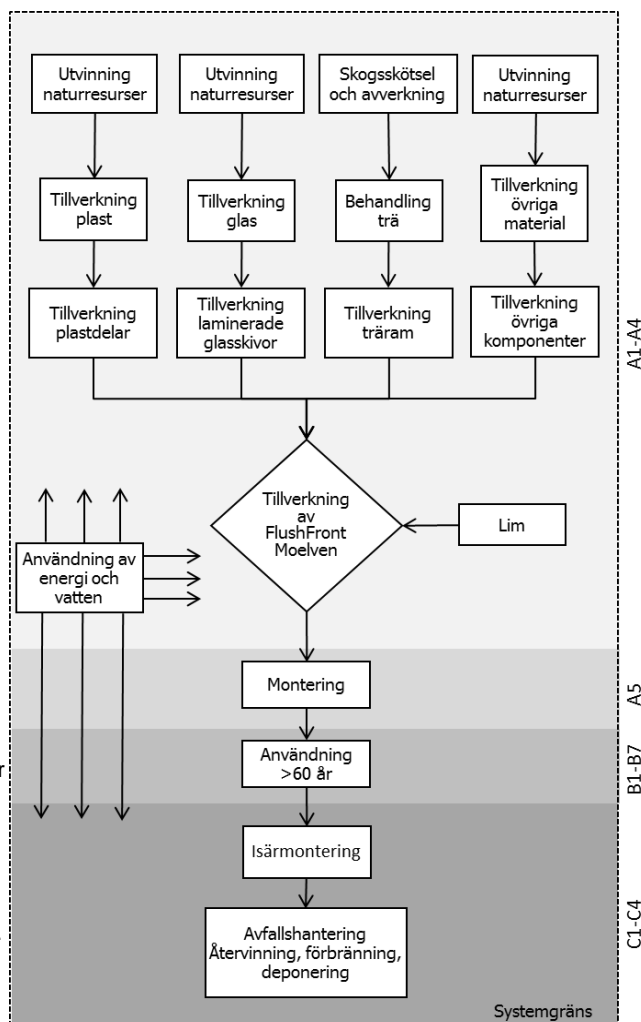 Utvinning
naturresurser
Utvinning
naturresurser
Skogsskötsel
och avverkning
Utvinning
naturresurser
Tillverkning
plast
Tillverkning
glas
Behandling
trä
Tillverkning
övriga
material
Tillverkning
plastdelar
Tillverkning
laminerade
glasskivor
Tillverkning
träram
Tillverkning
övriga
komponenter
A1-A4
Tillverkning
av
FlushFront
Moelven
Lim
Användning av
energi och
vatten
Montering
A5
Användning
>60 år
B1-B7
r
Isärmontering
Avfallshantering
Återvinning, förbränning,
deponering
C1-C4
Systemgräns